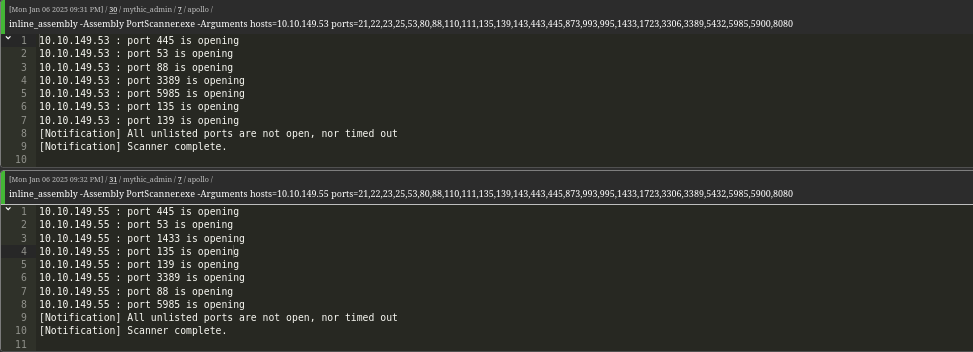 [Mon Jan 06 2025 09:31 PM] / 30 / mythic_admin / 7 / apollo /
inline_assembly -Assembly PortScanner.exe -Arguments hosts=10.10.149.53 ports=21,22,23,25,53,80,88,110,111,135,139,143,443,445,873,993,995,1433,1723,3306,3389,5432,5985,5900,8080
1 10.10.149.53 : port 445 is opening
2 10.10.149.53 : port 53 is opening
3 10.10.149.53 : port 88 is opening
4 10.10.149.53 : port 3389 is opening
5 10.10.149.53 : port 5985 is opening
6 10.10.149.53 : port 135 is opening
7 10.10.149.53 : port 139 is opening
8 [Notification] All unlisted ports are not open, nor timed out
9 [Notification] Scanner complete.
10
[Mon Jan 06 2025 09:32 PM] / 31 / mythic_admin / 7 / apollo /
inline_assembly -Assembly PortScanner.exe -Arguments hosts=10.10.149.55 ports=21,22,23,25,53,80,88,110,111,135,139,143,443,445,873,993,995,1433,1723,3306,3389,5432,5985,5900,8080
1 10.10.149.55 : port 445 is opening
2 10.10.149.55 : port 53 is opening
3 10.10.149.55 : port 1433 is opening
4 10.10.149.55 : port 135 is opening
5 10.10.149.55 : port 139 is opening
6 10.10.149.55 : port 3389 is opening
7 10.10.149.55 : port 88 is opening
8 10.10.149.55 : port 5985 is opening
9 [Notification] All unlisted ports are not open, nor timed out
10 [Notification] Scanner complete.
11